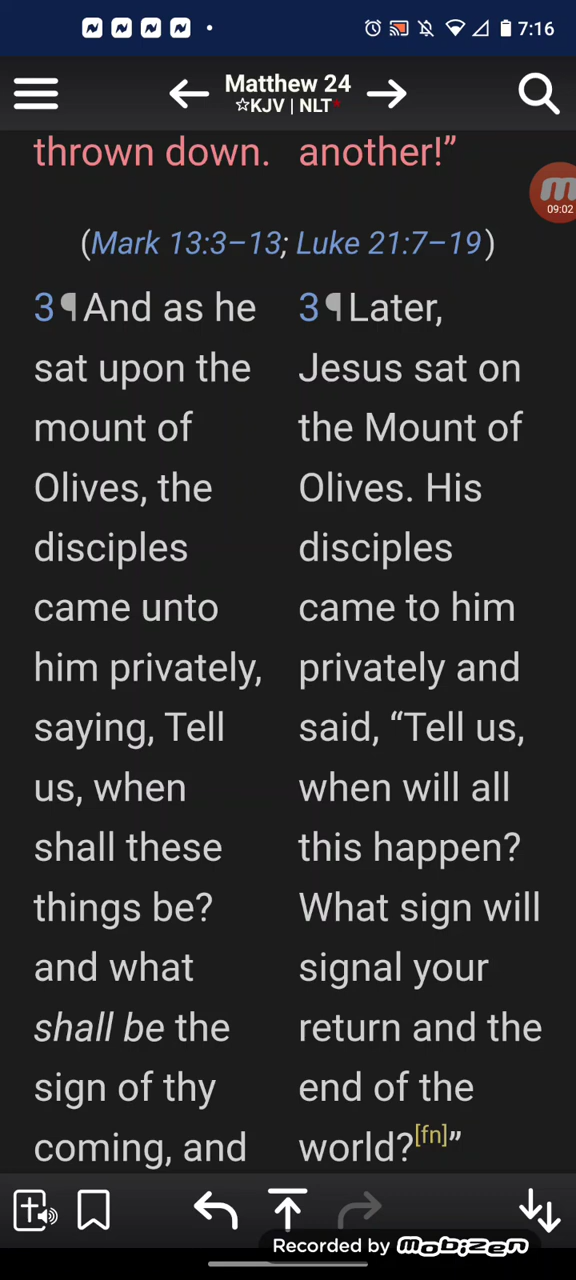 7:16
Matthew 24
☆KJV | NLT*
thrown down. another!”
09:02
(Mark 13:3–13; Luke 21:7–19)
3 ¶ And as he
sat upon the
mount of
Olives, the
disciples
came unto
him privately,
saying, Tell
us, when
shall these
things be?
and what
shall be the
sign of thy
coming, and
3 ¶ Later,
Jesus sat on
the Mount of
Olives. His
disciples
came to him
privately and
said, “Tell us,
when will all
this happen?
What sign will
signal your
return and the
end of the
world?[fn]”
Recorded by mobizen